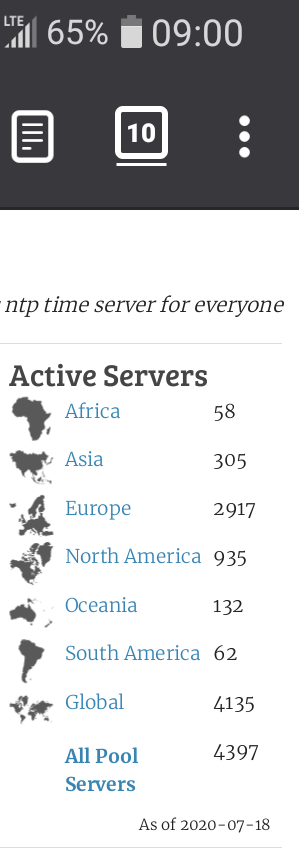 LTE 65% 09:00
10
ntp time server for everyone
Active Servers
Africa 58
Asia 305
Europe 2917
North America 935
Oceania 132
South America 62
Global 4135
All Pool 4397
Servers
As of 2020-07-18